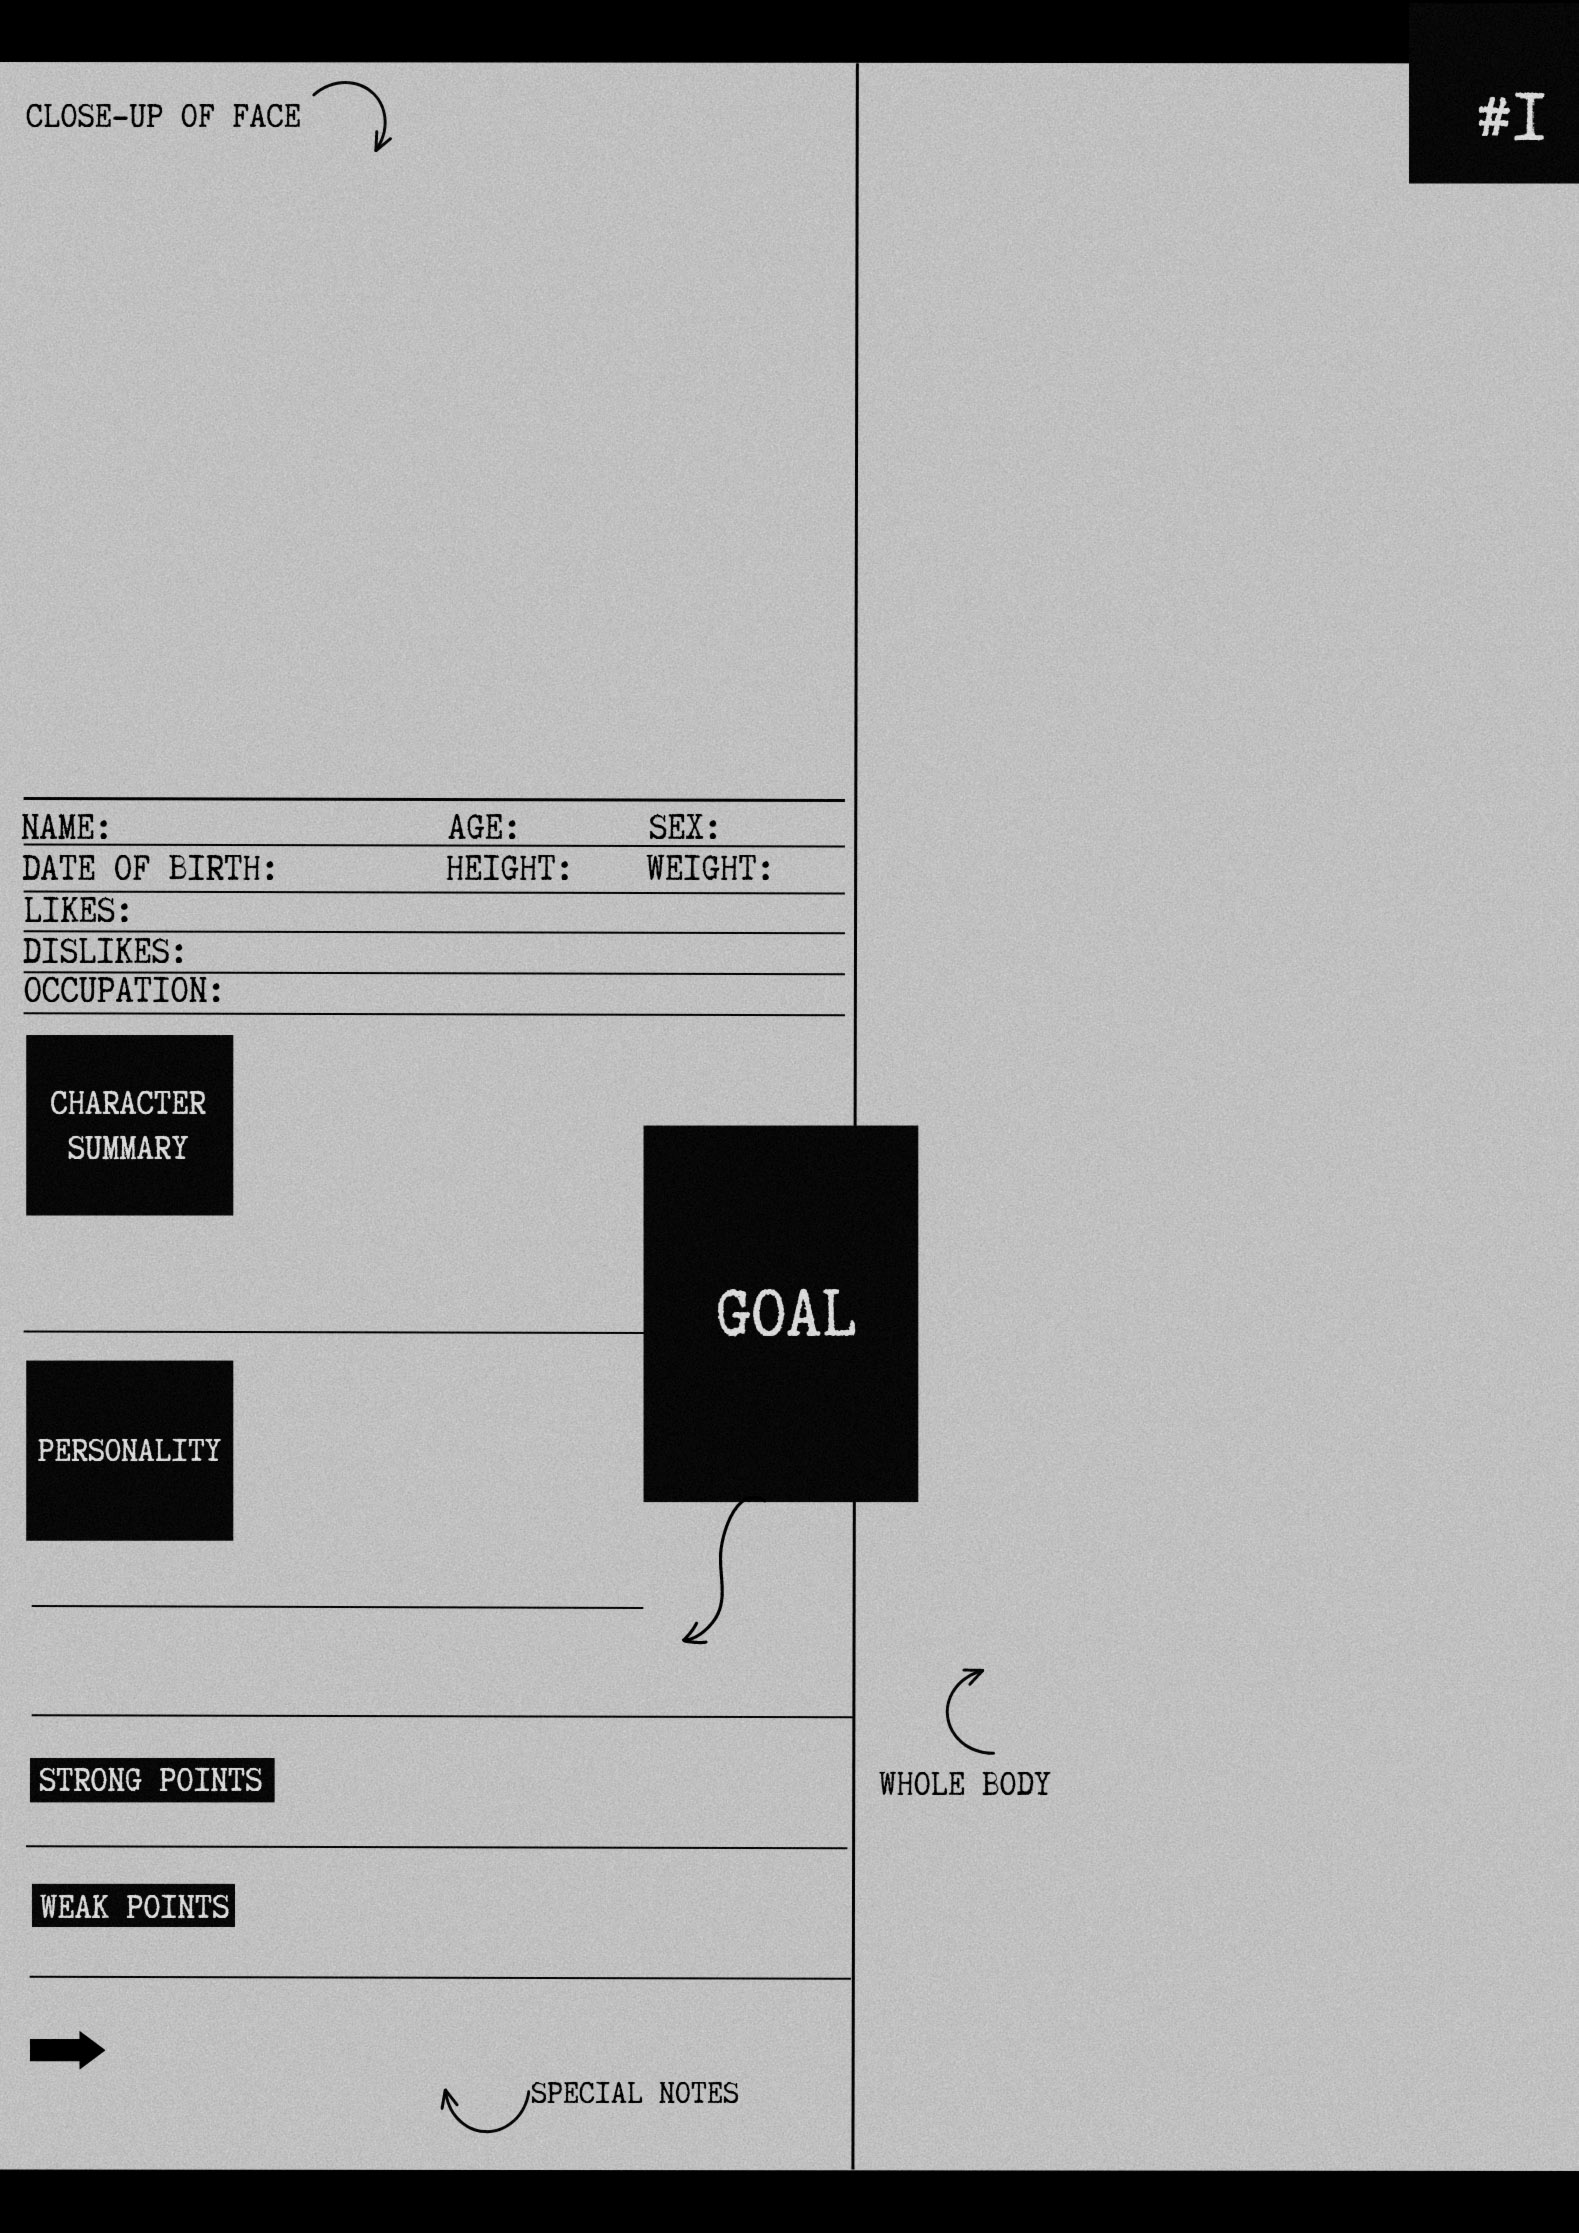 #I
CLOSE-UP OF FACE
NAME: AGE: SEX:
DATE OF BIRTH: HEIGHT: WEIGHT:
LIKES:
DISLIKES:
OCCUPATION:
CHARACTER
SUMMARY
GOAL
PERSONALITY
STRONG POINTS
WHOLE BODY
WEAK POINTS
SPECIAL NOTES